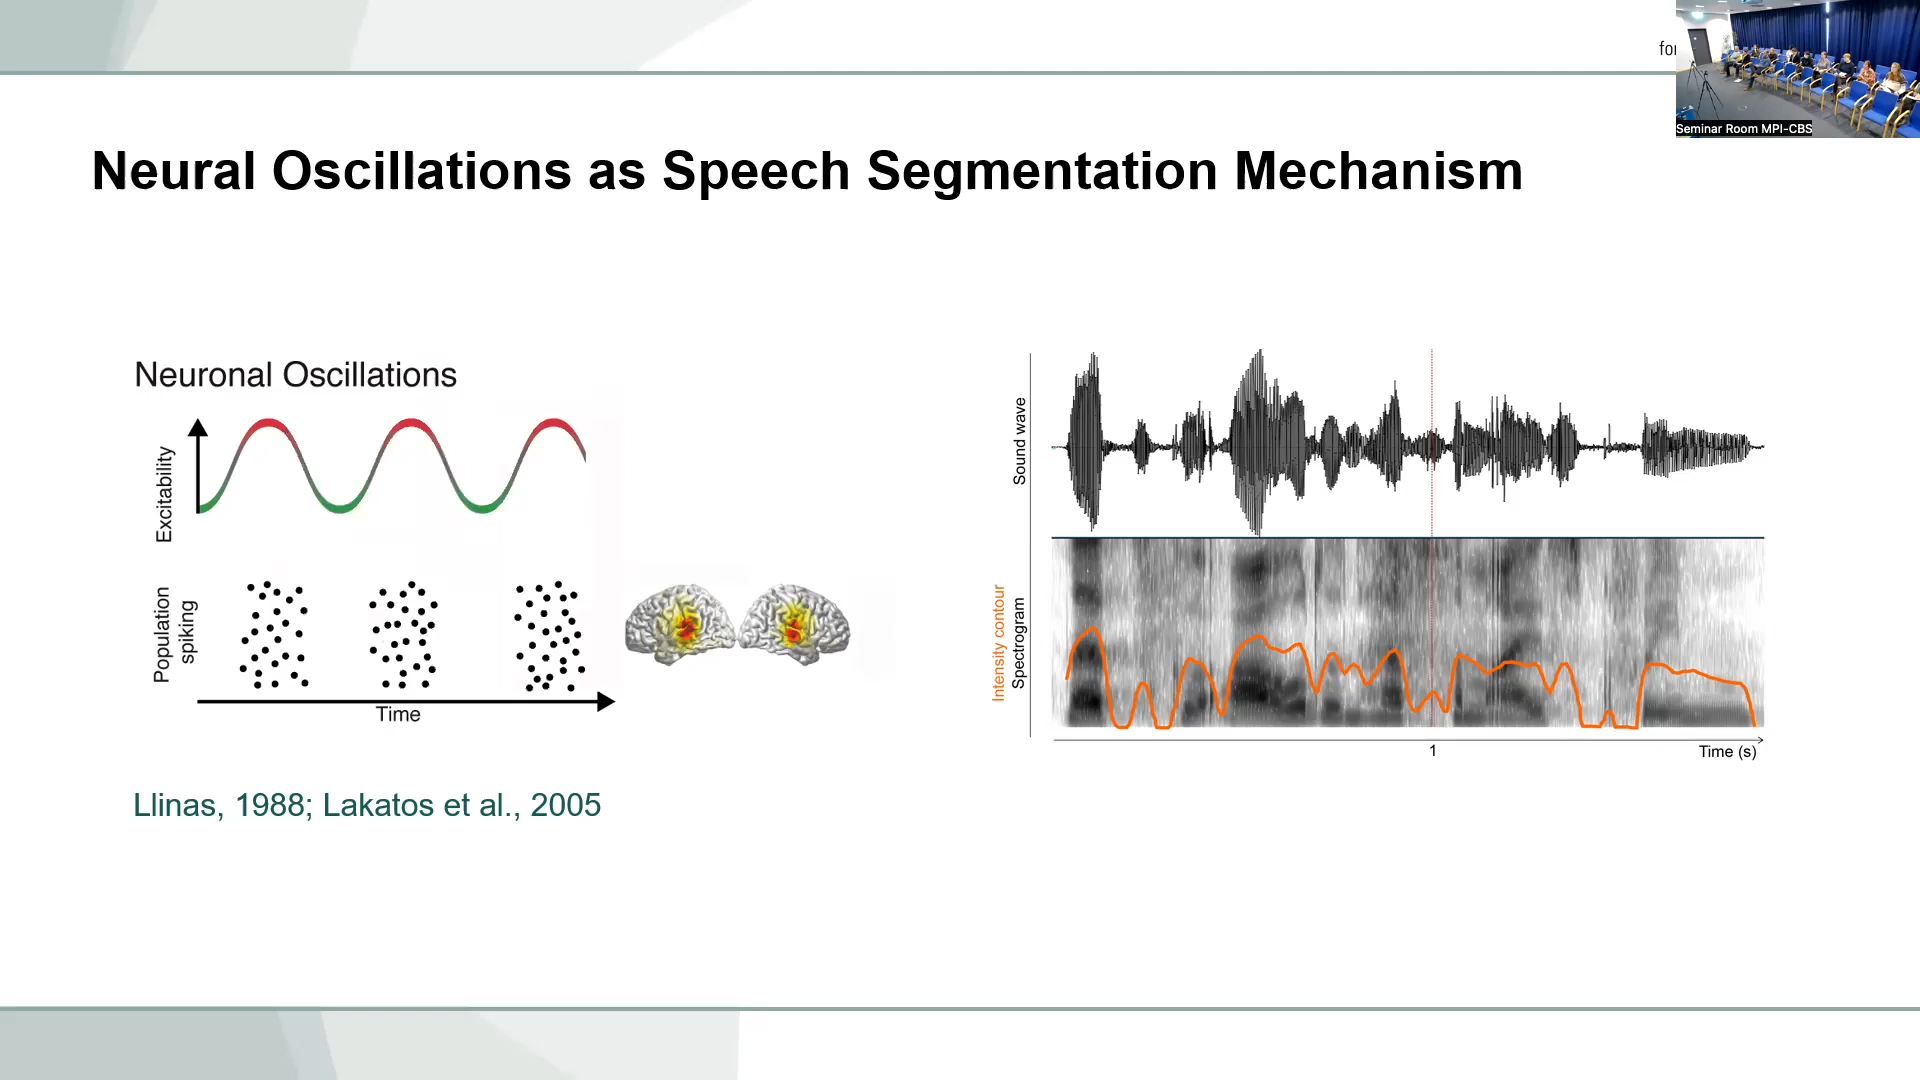 for
Seminar Room MPI-CBS
Neural Oscillations as Speech Segmentation Mechanism
Neuronal Oscillations
Excitability
Population
spiking
Time
Llinas, 1988; Lakatos et al., 2005
Sound wave
Intensity contour
Spectrogram
1
Time (s)